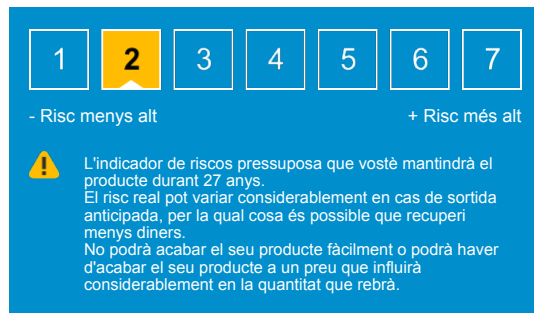 1 2 3 4 5 6 7
- Risc menys alt + Risc més alt
L'indicador de riscos pressuposa que vostè mantindrà el
producte durant 27 anys.
El risc real pot variar considerablement en cas de sortida
anticipada, per la qual cosa és possible que recuperi
menys diners.
No podrà acabar el seu producte fàcilment o podrà haver
d'acabar el seu producte a un preu que influirà
considerablement en la quantitat que rebrà.